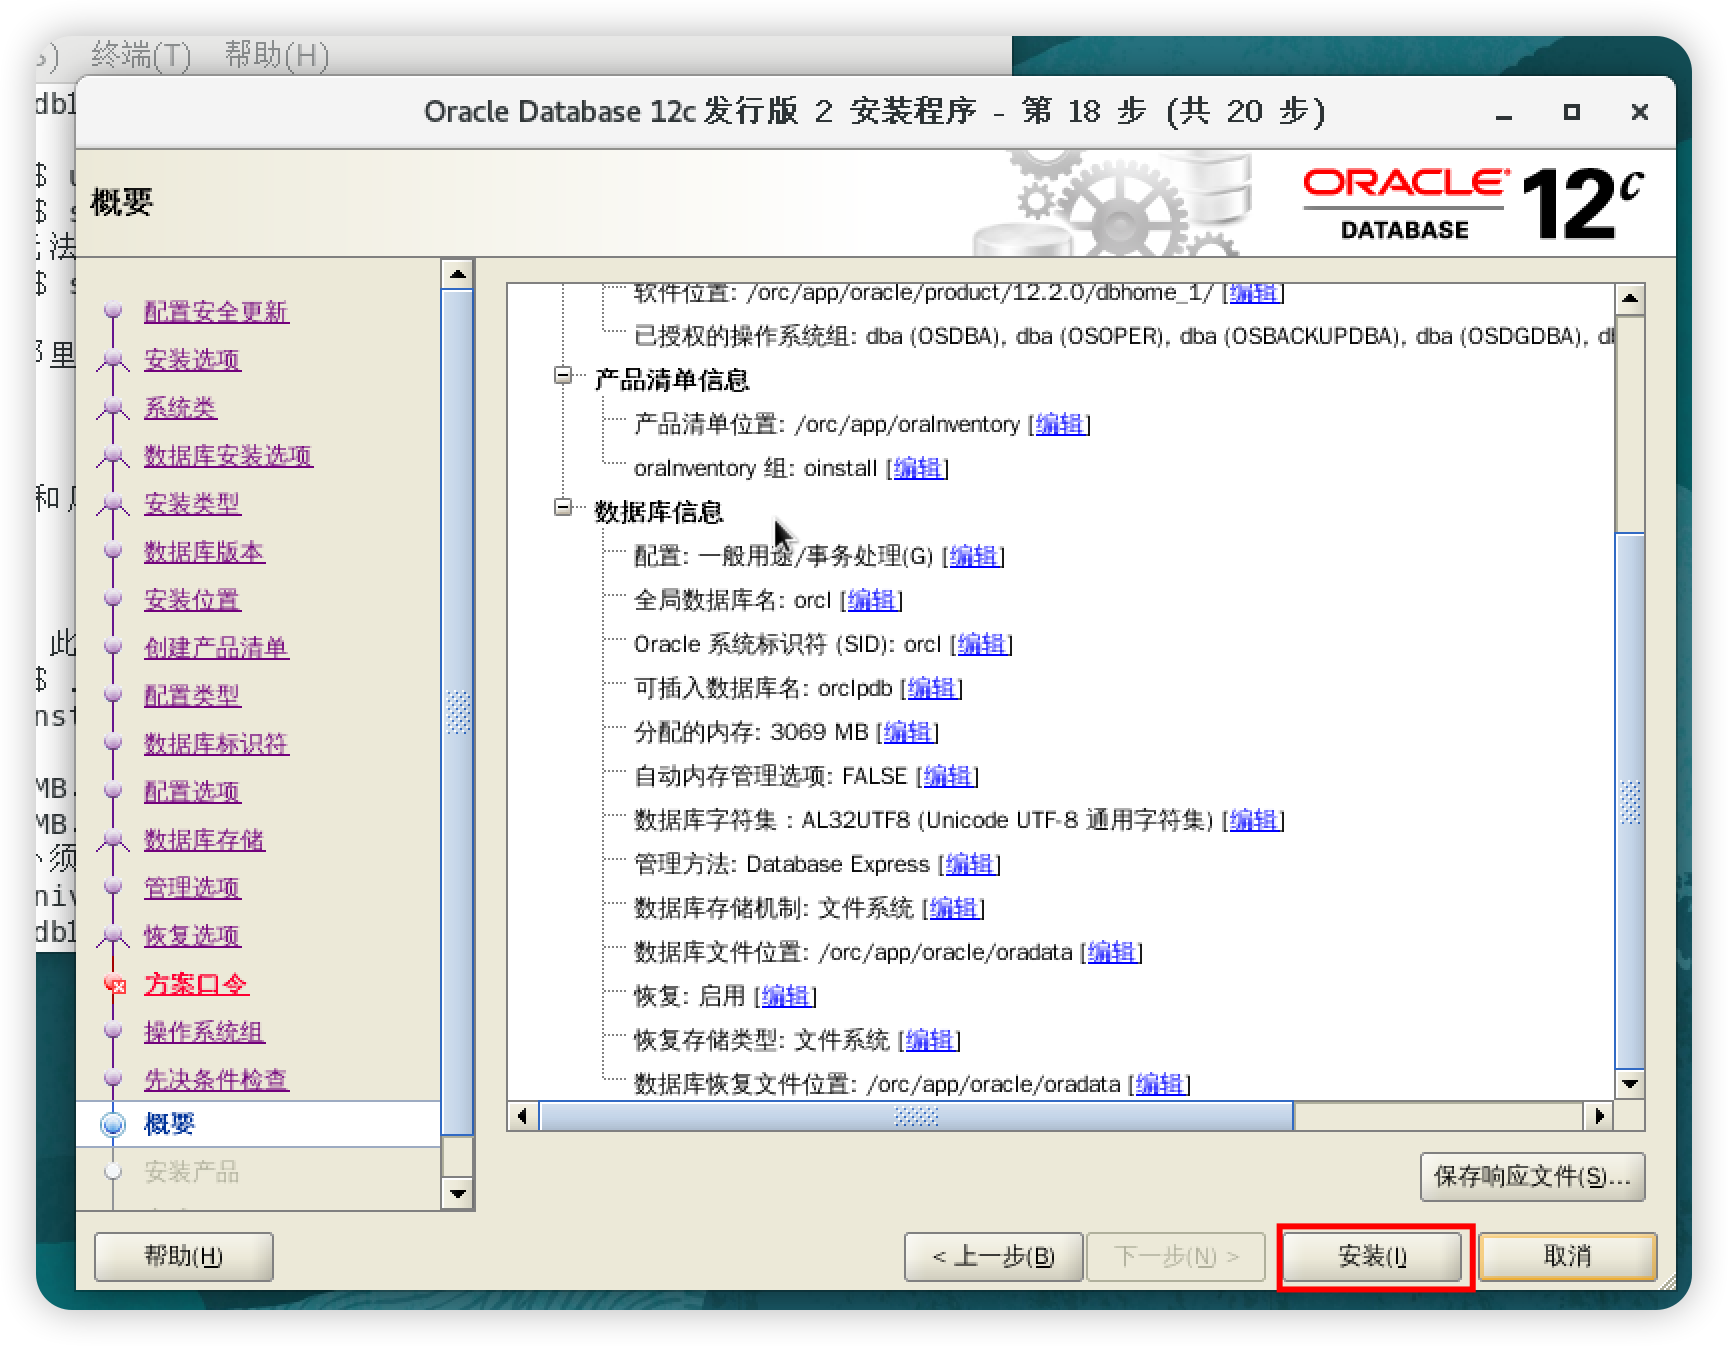 终端(T) 帮助(H)
dbl
Oracle Database 12c 发行版 2 安装程序 - 第 18 步 (共 20 步)
概要
ORACLE
DATABASE
12c
配置安全更新
安装选项
系统类
数据库安装选项
安装类型
数据库版本
安装位置
创建产品清单
配置类型
数据库标识符
配置选项
数据库存储
管理选项
恢复选项
方案口令
操作系统组
先决条件检查
概要
安装产品
软件位置: /orc/app/oracle/product/12.2.0/dbhome_1/ [编辑]
已授权的操作系统组: dba (OSDBA), dba (OSOPER), dba (OSBACKUPDBA), dba (OSDGDBA),
产品清单信息
产品清单位置: /orc/app/oraInventory [编辑]
oraInventory 组: oinstall [编辑]
数据库信息
配置: 一般用途/事务处理(G) [编辑]
全局数据库名: orcl [编辑]
Oracle 系统标识符 (SID): orcl [编辑]
可插入数据库名: orclpdb [编辑]
分配的内存: 3069 MB [编辑]
自动内存管理选项: FALSE [编辑]
数据库字符集 : AL32UTF8 (Unicode UTF-8 通用字符集) [编辑]
管理方法: Database Express [编辑]
数据库存储机制: 文件系统 [编辑]
数据库文件位置: /orc/app/oracle/oradata [编辑]
恢复: 启用 [编辑]
恢复存储类型: 文件系统 [编辑]
数据库恢复文件位置: /orc/app/oracle/oradata [编辑]
保存响应文件(S)...
帮助(H)
< 上一步(B)
下一步(N) >
安装(I)
取消